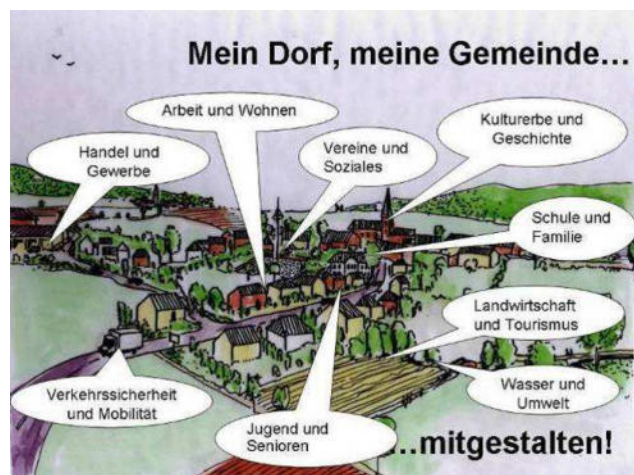 Mein Dorf, meine Gemeinde...
Arbeit und Wohnen
Kulturerbe und
Geschichte
Handel und
Gewerbe
Vereine und
Soziales
Schule und
Familie
Landwirtschaft
und Tourismus
Verkehrssicherheit
und Mobilität
Wasser und
Umwelt
Jugend und
Senioren
...mitgestalten!